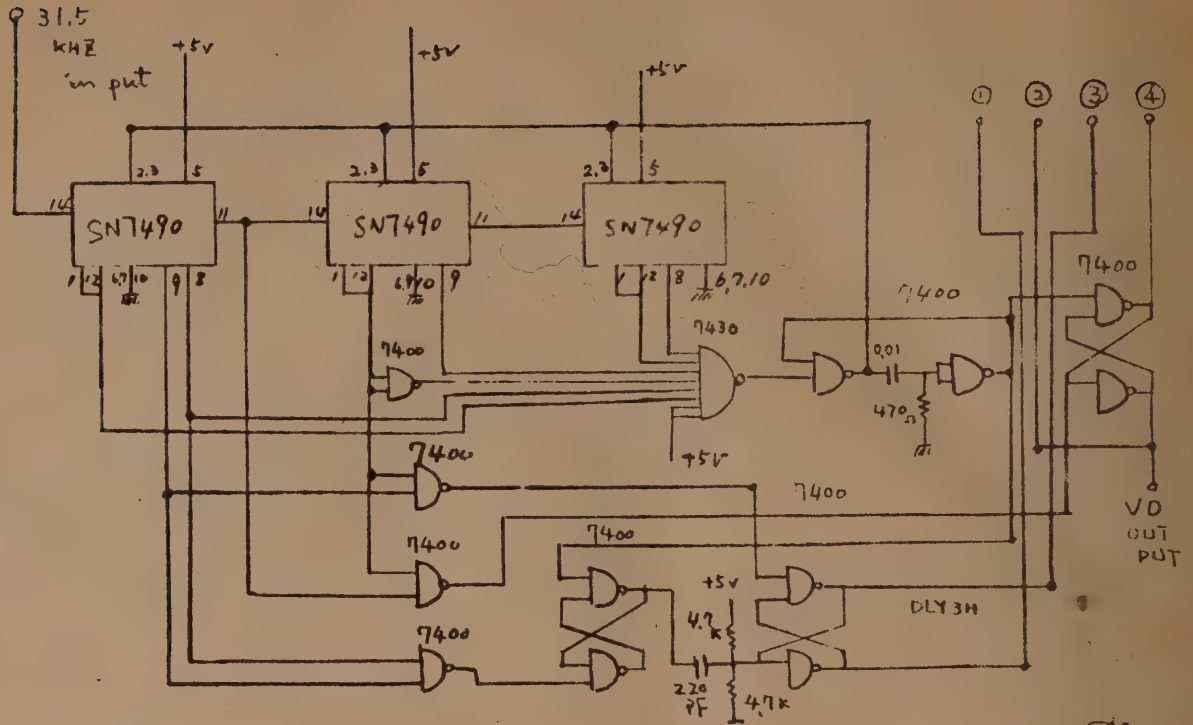 31.5
KHZ
in put
+5v
+5v
+5v
① ② ③ ④
2.3 5
2.3 5
2.3 5
14 SN7490 11
14 SN7490 11
14 SN7490
1 12 6,7,10 9 8
1 12 6,7,10 9
1 12 8 6,7,10
7400
7430
7400
0.01
470Ω
7400
+5v
7400
7400
7400
7400
7400
VD
OUT
PUT
+5v
4.7
K
DLY 3H
220
PF
4.7K